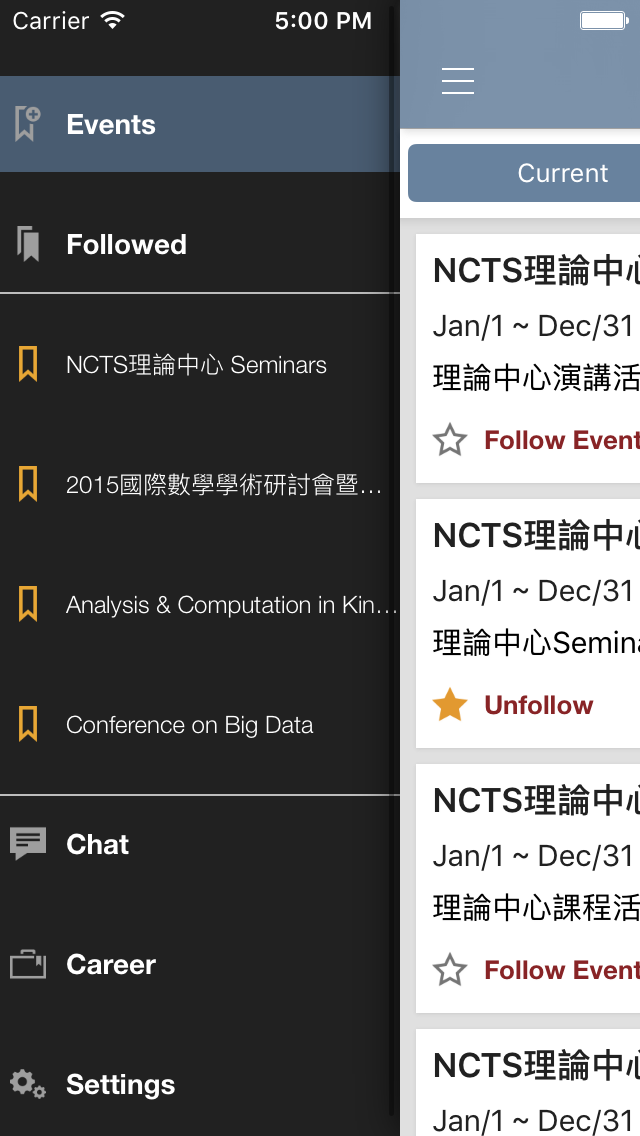 Carrier 5:00 PM
Events
Followed
NCTS理論中心 Seminars
2015國際數學學術研討會暨…
Analysis & Computation in Kin…
Conference on Big Data
Chat
Career
Settings
Current
NCTS理論中心
Jan/1 ~ Dec/31
理論中心演講活
Follow Event
NCTS理論中心
Jan/1 ~ Dec/31
理論中心Semina
Unfollow
NCTS理論中心
Jan/1 ~ Dec/31
理論中心課程活
Follow Event
NCTS理論中心
Jan/1 ~ Dec/31